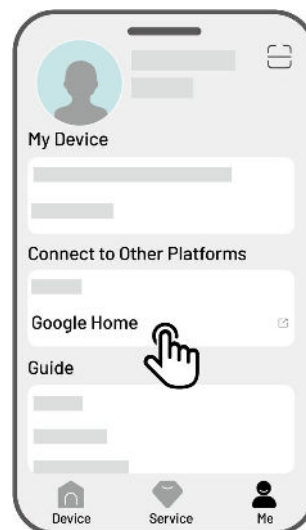 My Device
Connect to Other Platforms
Google Home
Guide
Device
Service
Me